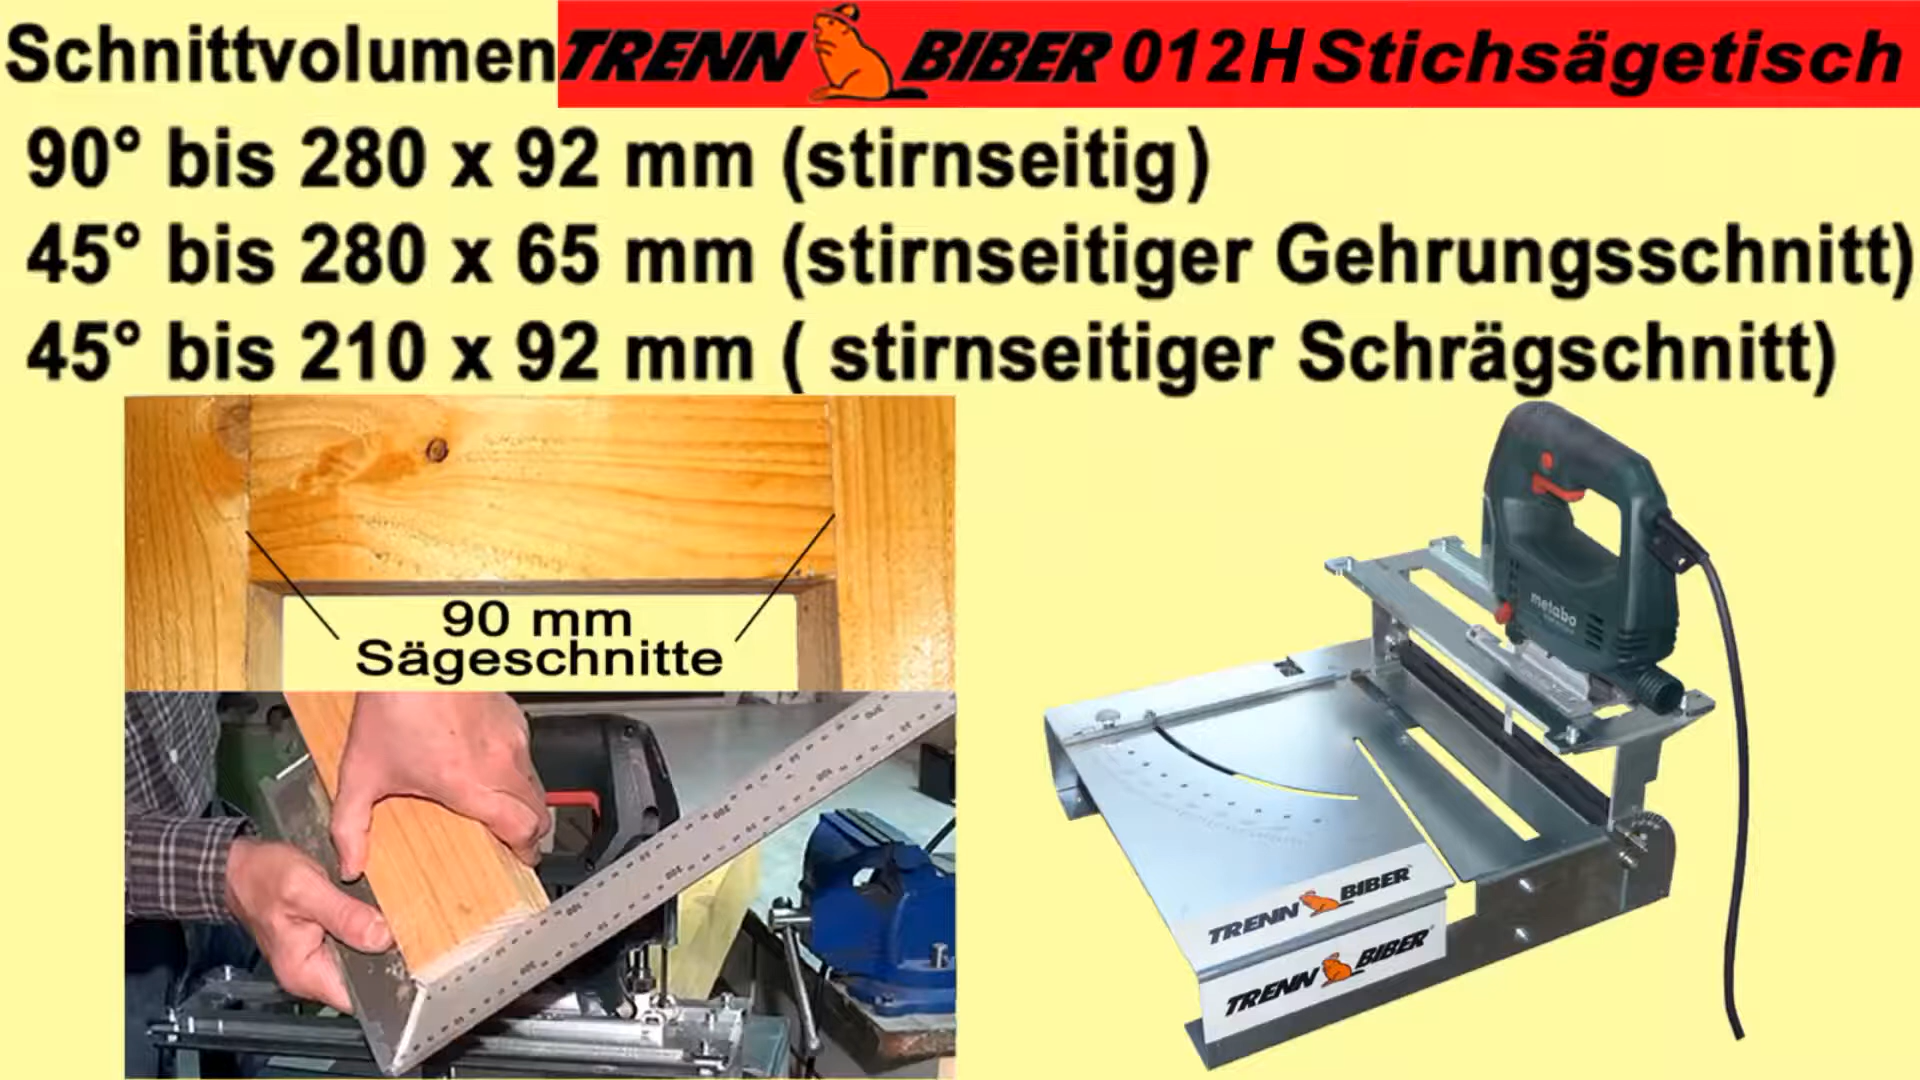 Schnittvolumen TRENN BIBER 012H Stichsägetisch
90° bis 280 x 92 mm (stirnseitig)
45° bis 280 x 65 mm (stirnseitiger Gehrungsschnitt)
45° bis 210 x 92 mm ( stirnseitiger Schrägschnitt)
90 mm
Sägeschnitte
metabo
TRENN BIBER
TRENN BIBER